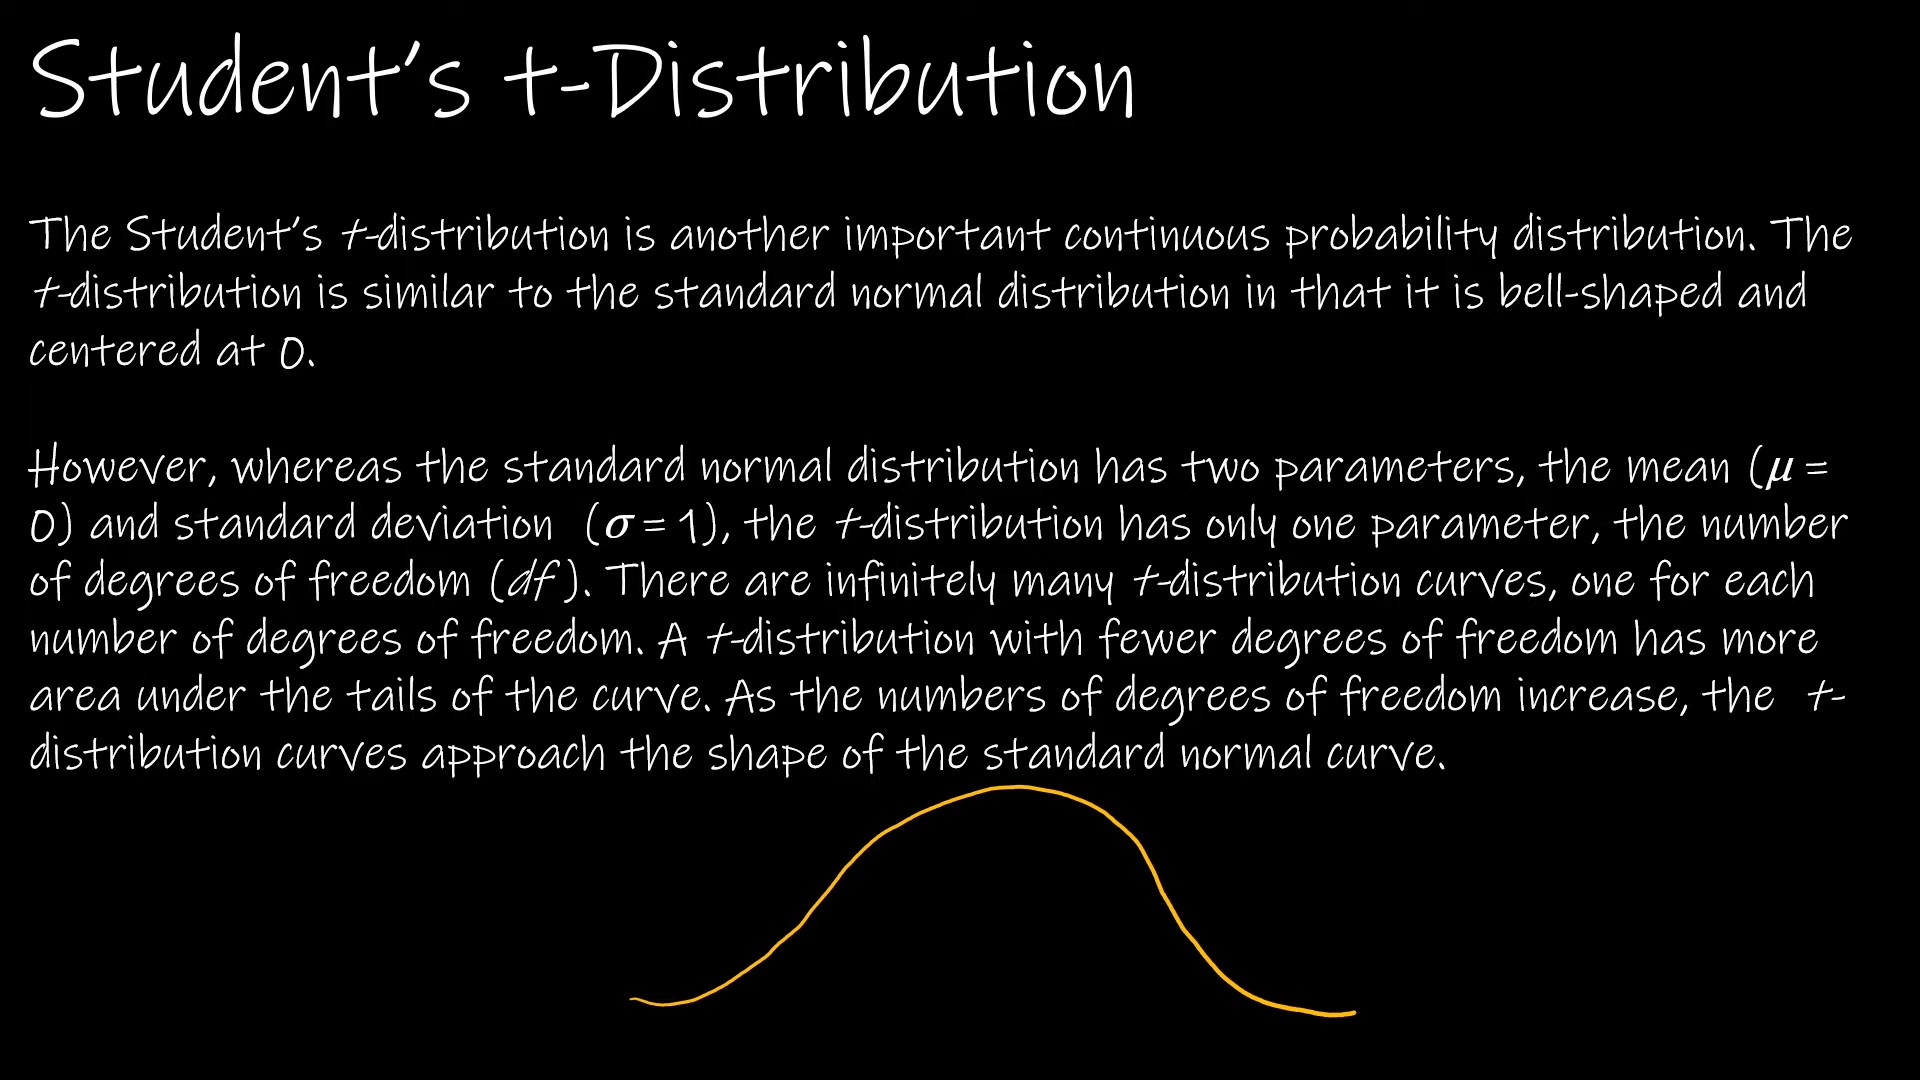 Student's t-Distribution
The Student's t-distribution is another important continuous probability distribution. The
t-distribution is similar to the standard normal distribution in that it is bell-shaped and
centered at 0.
However, whereas the standard normal distribution has two parameters, the mean (μ =
0) and standard deviation (σ = 1), the t-distribution has only one parameter, the number
of degrees of freedom (df). There are infinitely many t-distribution curves, one for each
number of degrees of freedom. A t-distribution with fewer degrees of freedom has more
area under the tails of the curve. As the numbers of degrees of freedom increase, the t-
distribution curves approach the shape of the standard normal curve.